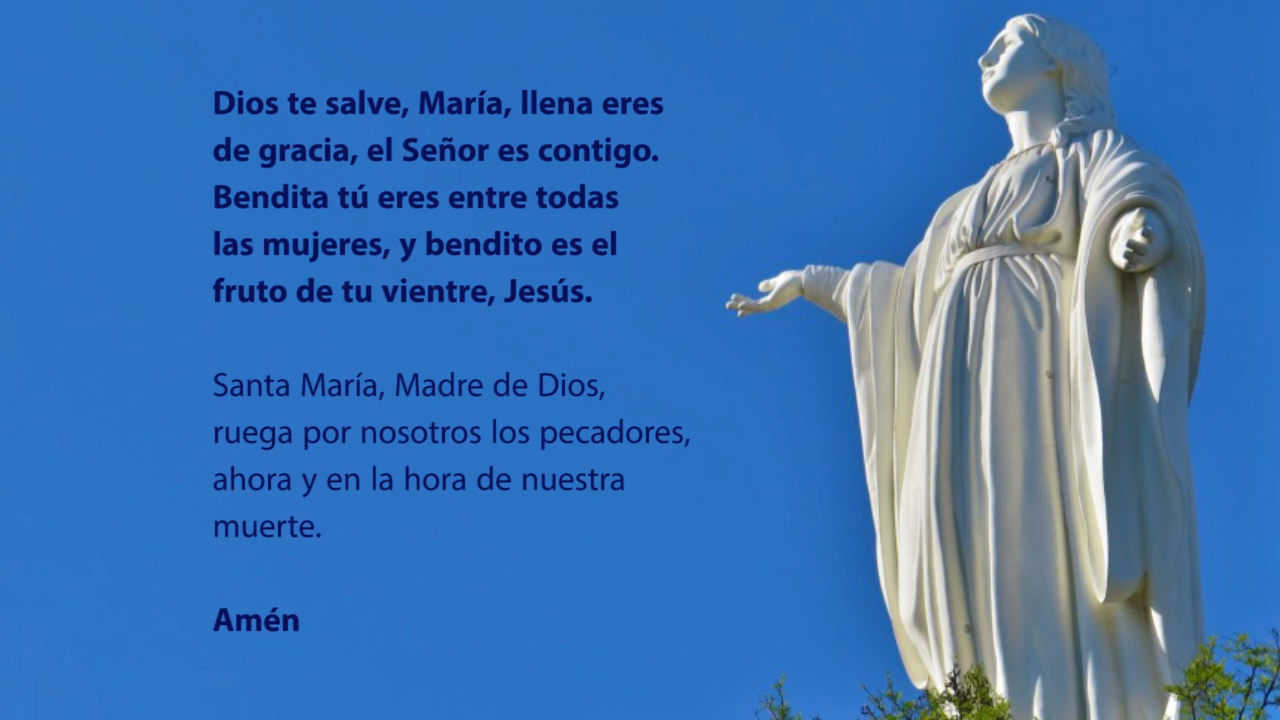 Dios te salve, María, llena eres
de gracia, el Señor es contigo.
Bendita tú eres entre todas
las mujeres, y bendito es el
fruto de tu vientre, Jesús.
Santa María, Madre de Dios,
ruega por nosotros los pecadores,
ahora y en la hora de nuestra
muerte.
Amén